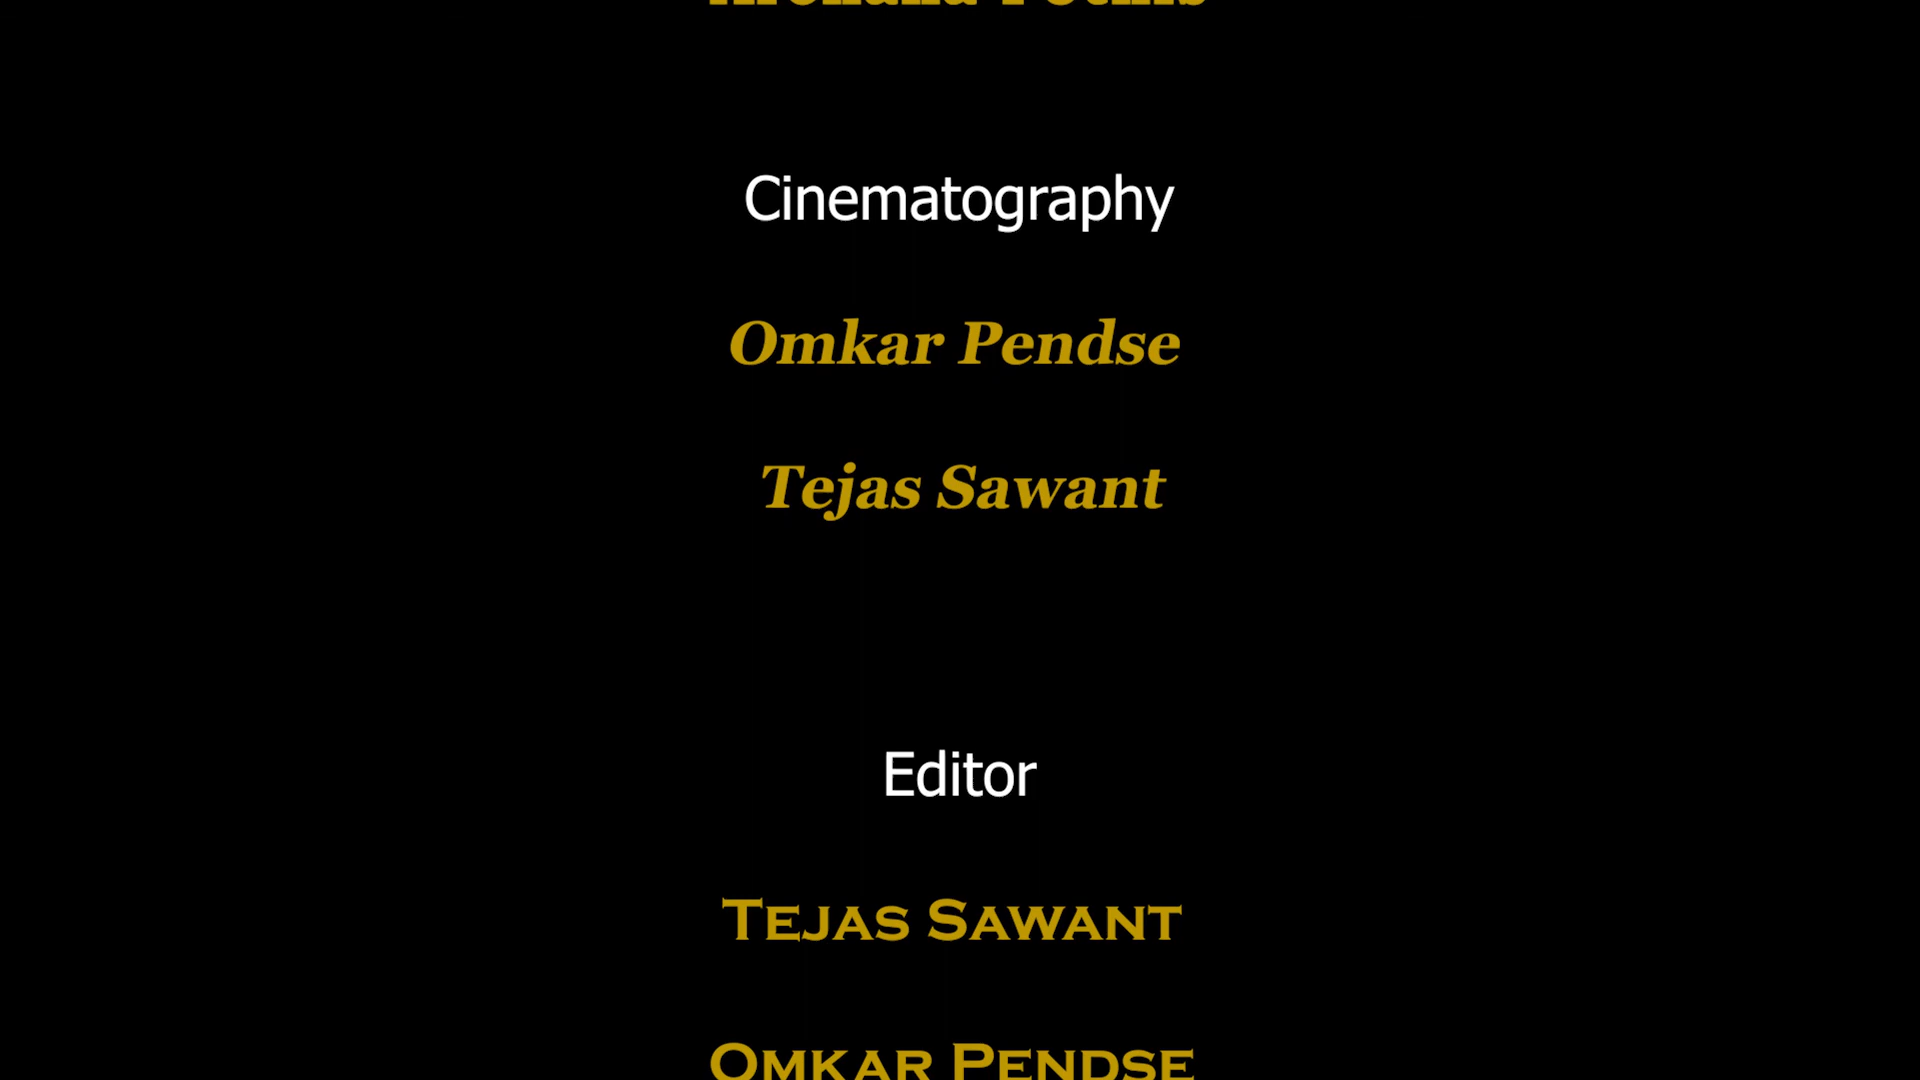 Cinematography
Omkar Pendse
Tejas Sawant
Editor
Tejas Sawant
Omkar Pendse